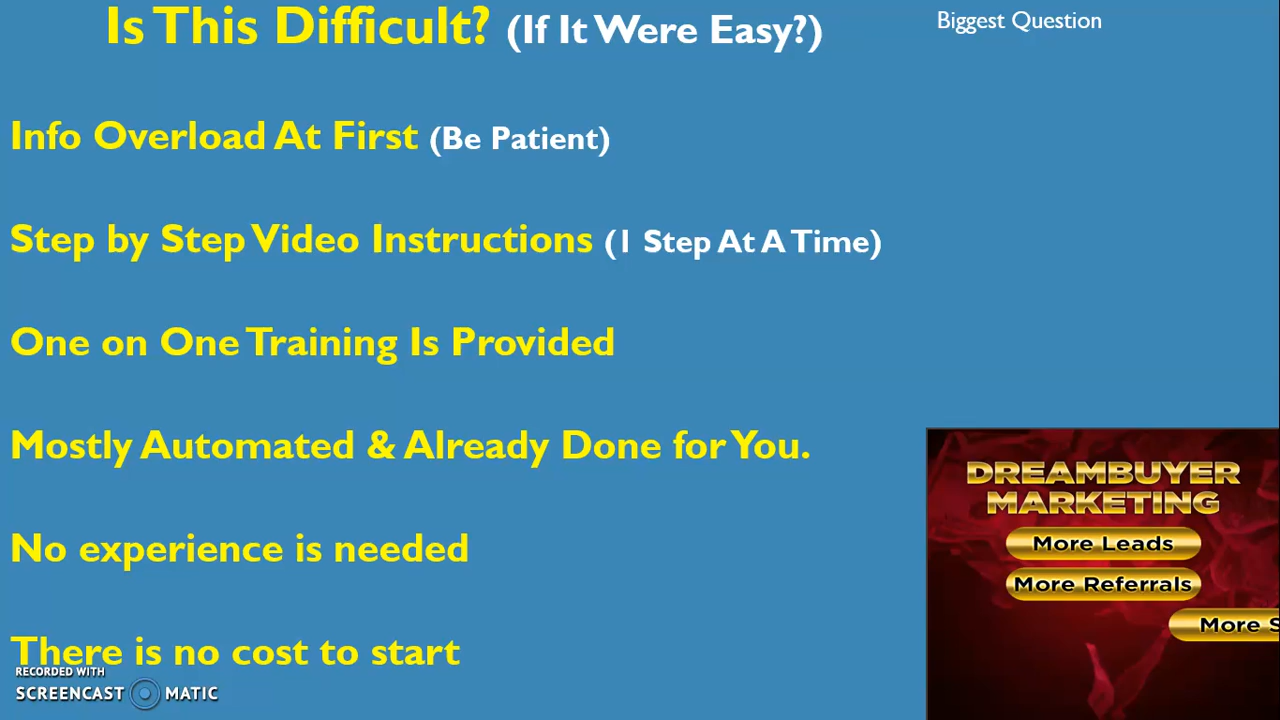 Is This Difficult? (If It Were Easy?)
Biggest Question
Info Overload At First (Be Patient)
Step by Step Video Instructions (1 Step At A Time)
One on One Training Is Provided
Mostly Automated & Already Done for You.
No experience is needed
There is no cost to start
RECORDED WITH
SCREENCAST MATIC
DREAMBUYER
MARKETING
More Leads
More Referrals
More S